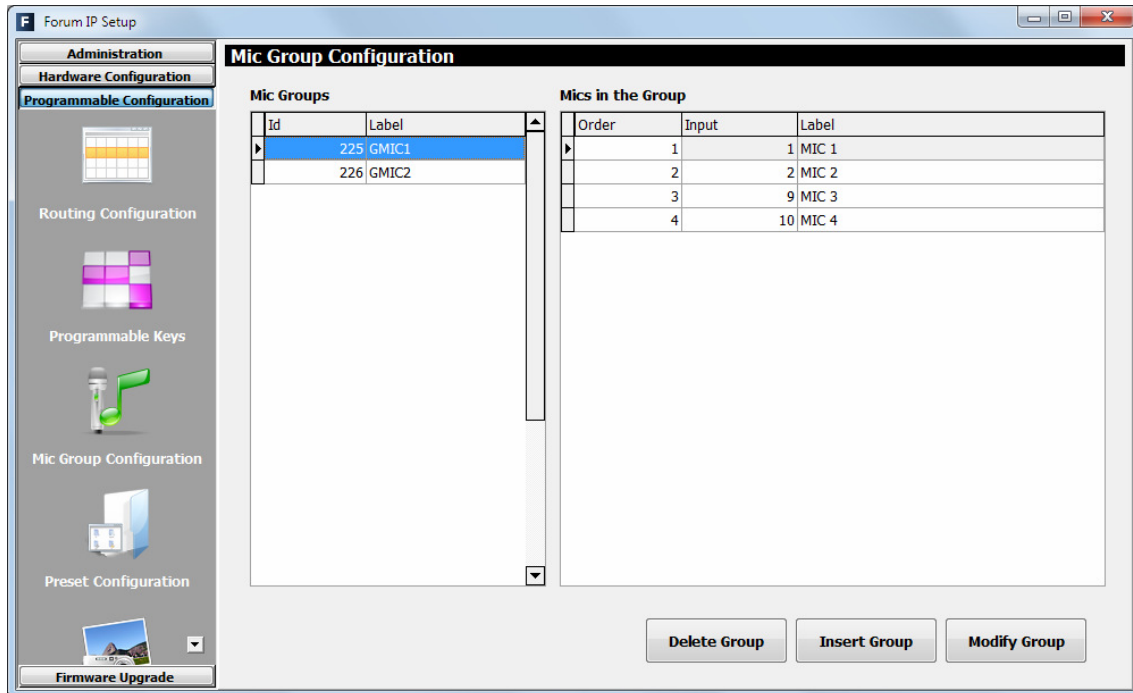 F Forum IP Setup
Administration
Hardware Configuration
Programmable Configuration
Routing Configuration
Programmable Keys
Mic Group Configuration
Preset Configuration
Firmware Upgrade
Mic Group Configuration
Mic Groups
Id Label
225 GMIC1
226 GMIC2
Mics in the Group
Order Input Label
1 1 MIC 1
2 2 MIC 2
3 9 MIC 3
4 10 MIC 4
Delete Group Insert Group Modify Group